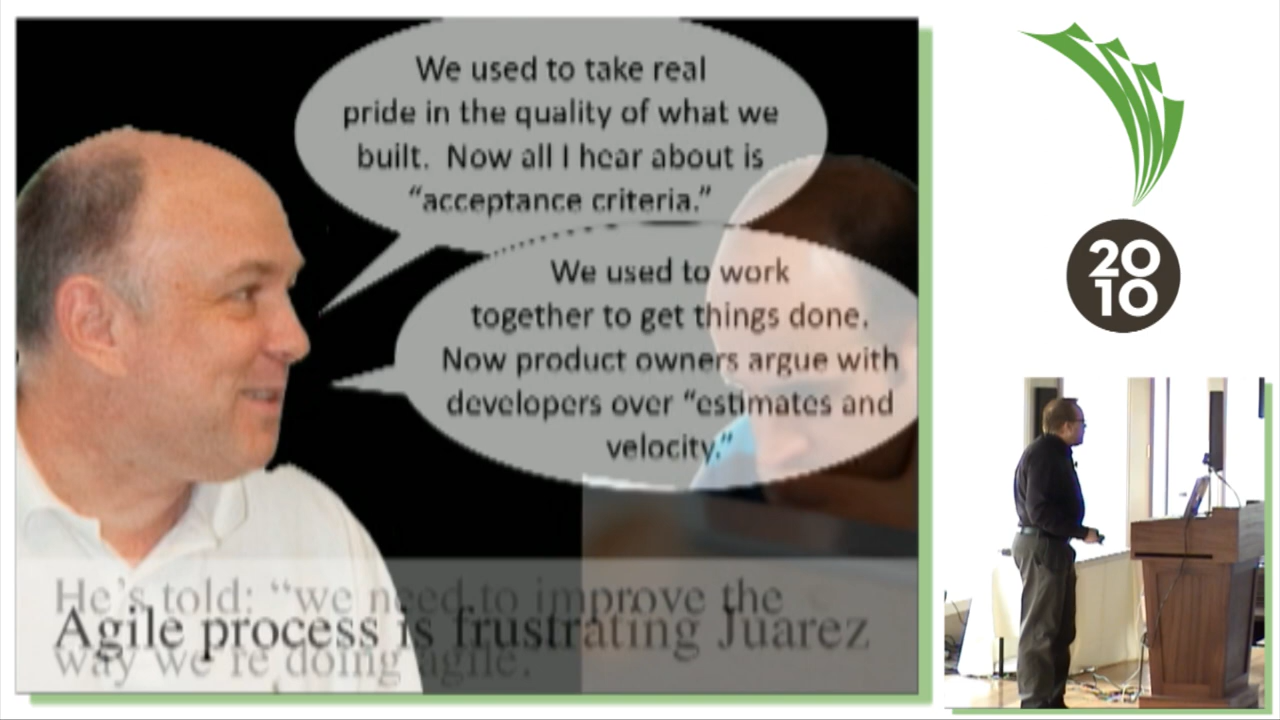 We used to take real
pride in the quality of what we
built. Now all I hear about is
“acceptance criteria.”
We used to work
together to get things done.
Now product owners argue with
developers over “estimates and
velocity.”
He’s told: “we need to improve the
Agile process is frustrating Juarez
way we’re doing agile.
20
10